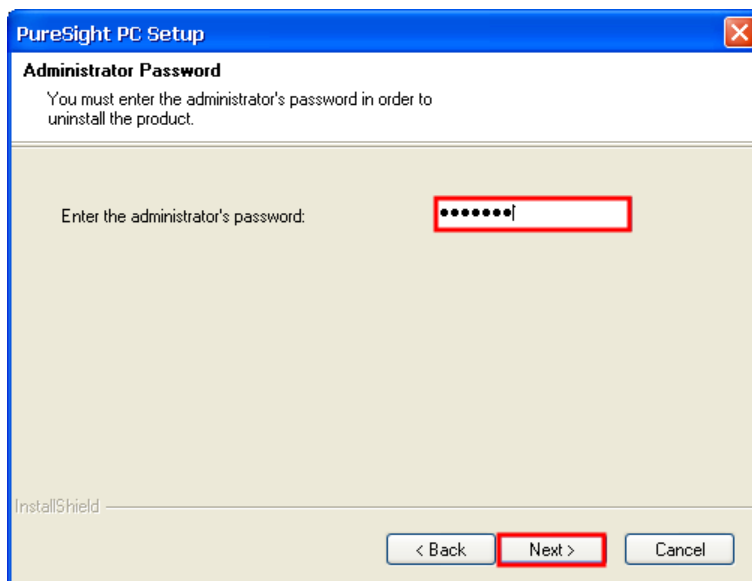 PureSight PC Setup
Administrator Password
You must enter the administrator's password in order to
uninstall the product.
Enter the administrator's password:
•••••••
InstallShield
< Back Next > Cancel